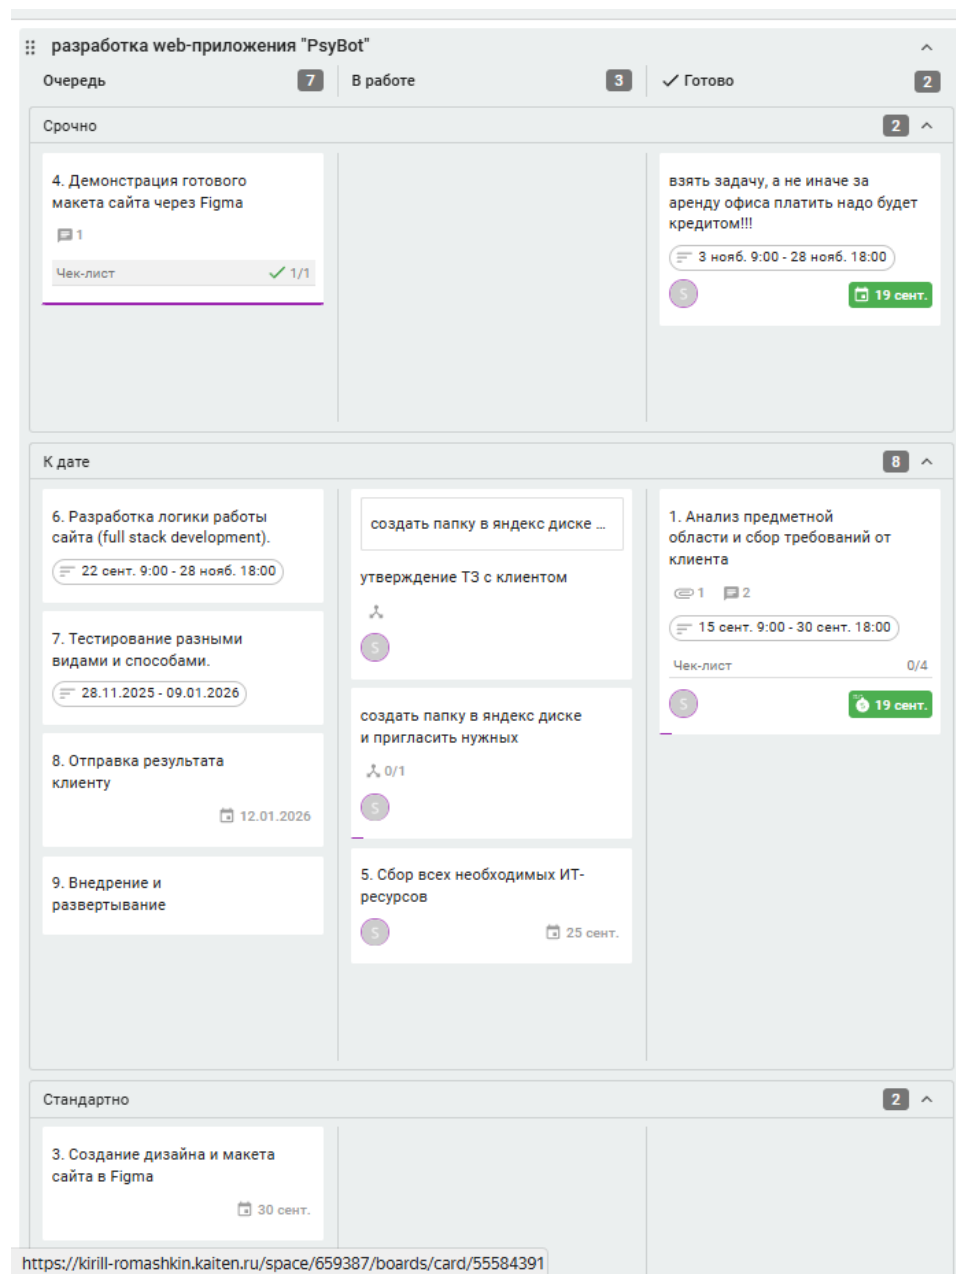 разработка web-приложения "PsyBot"
Очередь 7
В работе 3
Готово 2
Срочно 2
4. Демонстрация готового
макета сайта через Figma
1
Чек-лист 1/1
взять задачу, а не иначе за
аренду офиса платить надо будет
кредитом!!!
3 нояб. 9:00 - 28 нояб. 18:00
S 19 сент.
К дате 8
6. Разработка логики работы
сайта (full stack development).
22 сент. 9:00 - 28 нояб. 18:00
7. Тестирование разными
видами и способами.
28.11.2025 - 09.01.2026
8. Отправка результата
клиенту
12.01.2026
9. Внедрение и
развертывание
создать папку в яндекс диске ...
утверждение ТЗ с клиентом
S
создать папку в яндекс диске
и пригласить нужных
0/1
S
5. Сбор всех необходимых ИТ-
ресурсов
S 25 сент.
1. Анализ предметной
области и сбор требований от
клиента
1 2
15 сент. 9:00 - 30 сент. 18:00
Чек-лист 0/4
S 19 сент.
Стандартно 2
3. Создание дизайна и макета
сайта в Figma
30 сент.
https://kirill-romashkin.kaiten.ru/space/659387/boards/card/55584391